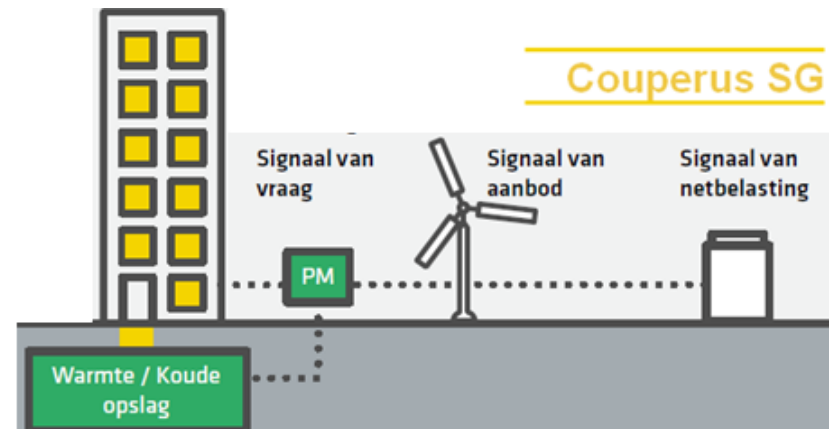 Couperus SG
Signaal van
vraag
Signaal van
aanbod
Signaal van
netbelasting
PM
Warmte / Koude
opslag